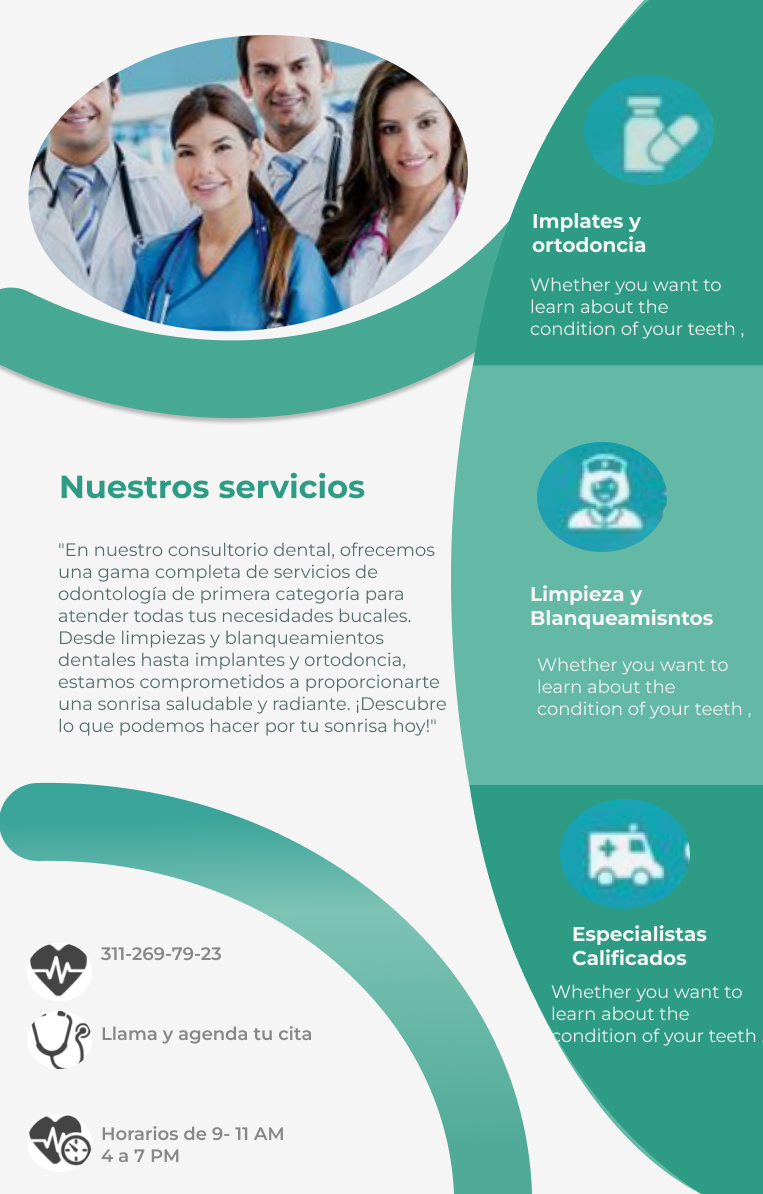 Implates y
ortodoncia
Whether you want to
learn about the
condition of your teeth ,
Nuestros servicios
"En nuestro consultorio dental, ofrecemos
una gama completa de servicios de
odontología de primera categoría para
atender todas tus necesidades bucales.
Desde limpiezas y blanqueamientos
dentales hasta implantes y ortodoncia,
estamos comprometidos a proporcionarte
una sonrisa saludable y radiante. ¡Descubre
lo que podemos hacer por tu sonrisa hoy!"
Limpieza y
Blanqueamisntos
Whether you want to
learn about the
condition of your teeth ,
Especialistas
Calificados
Whether you want to
learn about the
condition of your teeth ,
311-269-79-23
Llama y agenda tu cita
Horarios de 9- 11 AM
4 a 7 PM